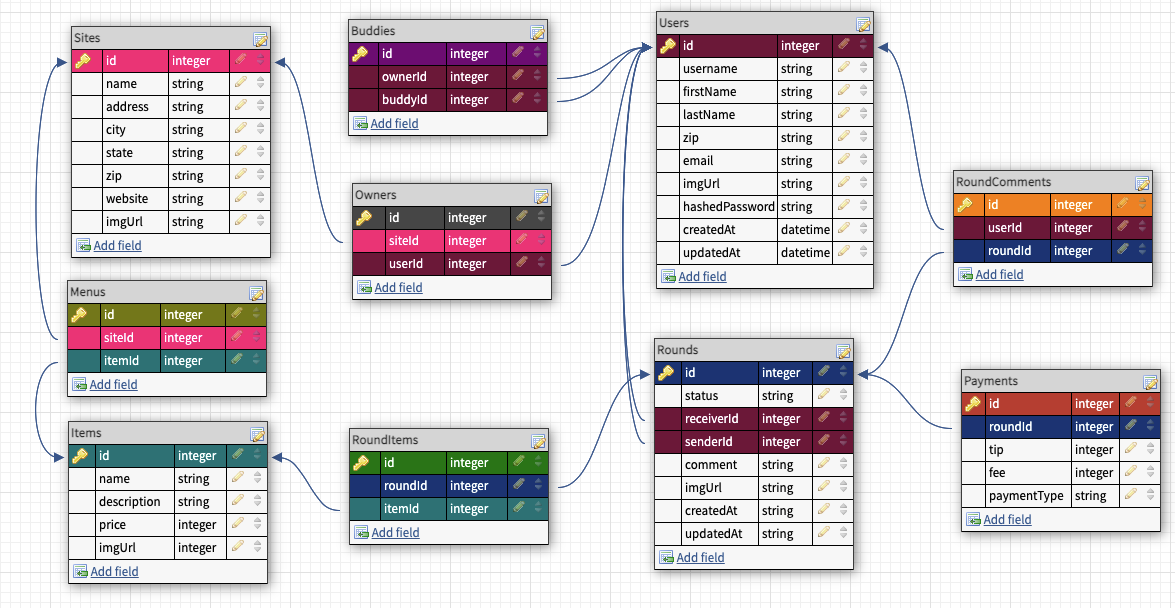 Sites
id integer
name string
address string
city string
state string
zip string
website string
imgUrl string
Add field
Menus
id integer
siteId integer
itemId integer
Add field
Items
id integer
name string
description string
price integer
imgUrl integer
Add field
Buddies
id integer
ownerId integer
buddyId integer
Add field
Owners
id integer
siteId integer
userId integer
Add field
RoundItems
id integer
roundId integer
itemId integer
Add field
Users
id integer
username string
firstName string
lastName string
zip string
email string
imgUrl string
hashedPassword string
createdAt datetime
updatedAt datetime
Add field
Rounds
id integer
status string
receiverId integer
senderId integer
comment string
imgUrl string
createdAt string
updatedAt string
Add field
RoundComments
id integer
userId integer
roundId integer
Add field
Payments
id integer
roundId integer
tip integer
fee integer
paymentType string
Add field